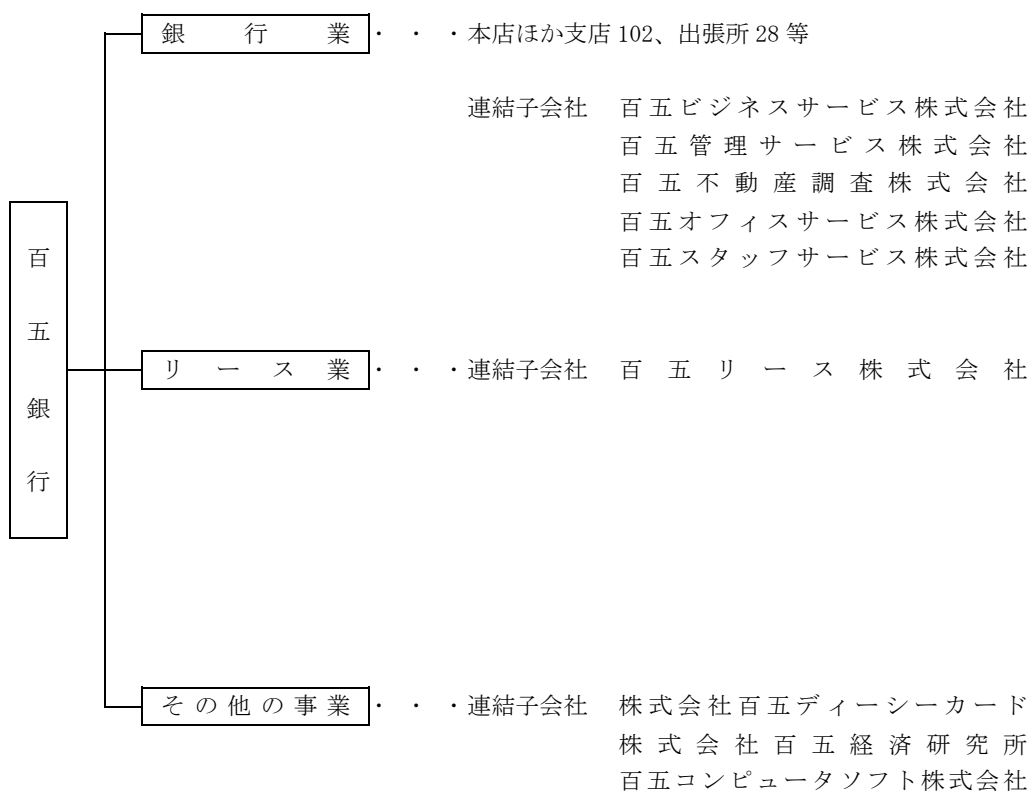 銀行業・・・本店ほか支店102、出張所28等
連結子会社 百五ビジネスサービス株式会社
百五管理サービス株式会社
百五不動産調査株式会社
百五オフィスサービス株式会社
百五スタッフサービス株式会社
百五銀行
リース業・・・連結子会社 百五リース株式会社
その他の事業・・・連結子会社 株式会社百五ディーシーカード
株式会社百五経済研究所
百五コンピュータソフト株式会社